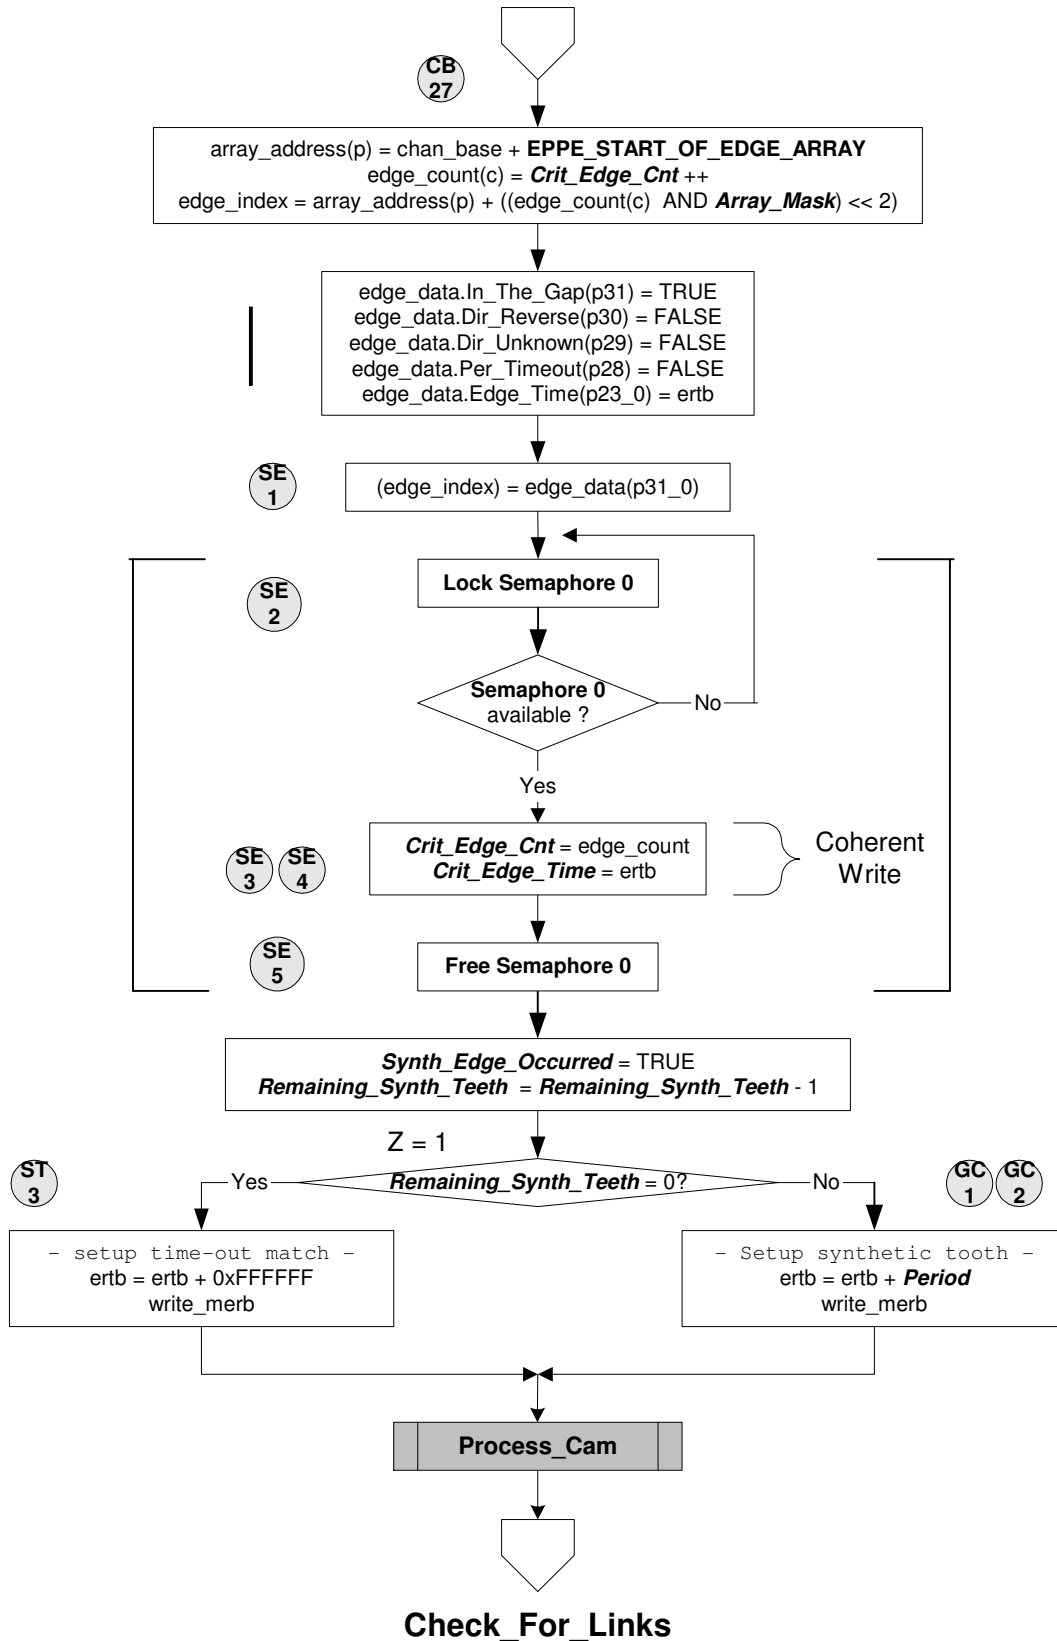 CB
27
array_address(p) = chan_base + EPPE_START_OF_EDGE_ARRAY
edge_count(c) = Crit_Edge_Cnt ++
edge_index = array_address(p) + ((edge_count(c) AND Array_Mask) << 2)
edge_data.In_The_Gap(p31) = TRUE
edge_data.Dir_Reverse(p30) = FALSE
edge_data.Dir_Unknown(p29) = FALSE
edge_data.Per_Timeout(p28) = FALSE
edge_data.Edge_Time(p23_0) = ertb
SE
1
(edge_index) = edge_data(p31_0)
Lock Semaphore 0
SE
2
Semaphore 0
available ?
No
Yes
SE
3
SE
4
Crit_Edge_Cnt = edge_count
Crit_Edge_Time = ertb
Coherent
Write
SE
5
Free Semaphore 0
Synth_Edge_Occurred = TRUE
Remaining_Synth_Teeth = Remaining_Synth_Teeth - 1
Z = 1
ST
3
Yes
Remaining_Synth_Teeth = 0?
No
GC
1
GC
2
- setup time-out match -
ertb = ertb + 0xFFFFFF
write_merb
- Setup synthetic tooth -
ertb = ertb + Period
write_merb
Process_Cam
Check_For_Links